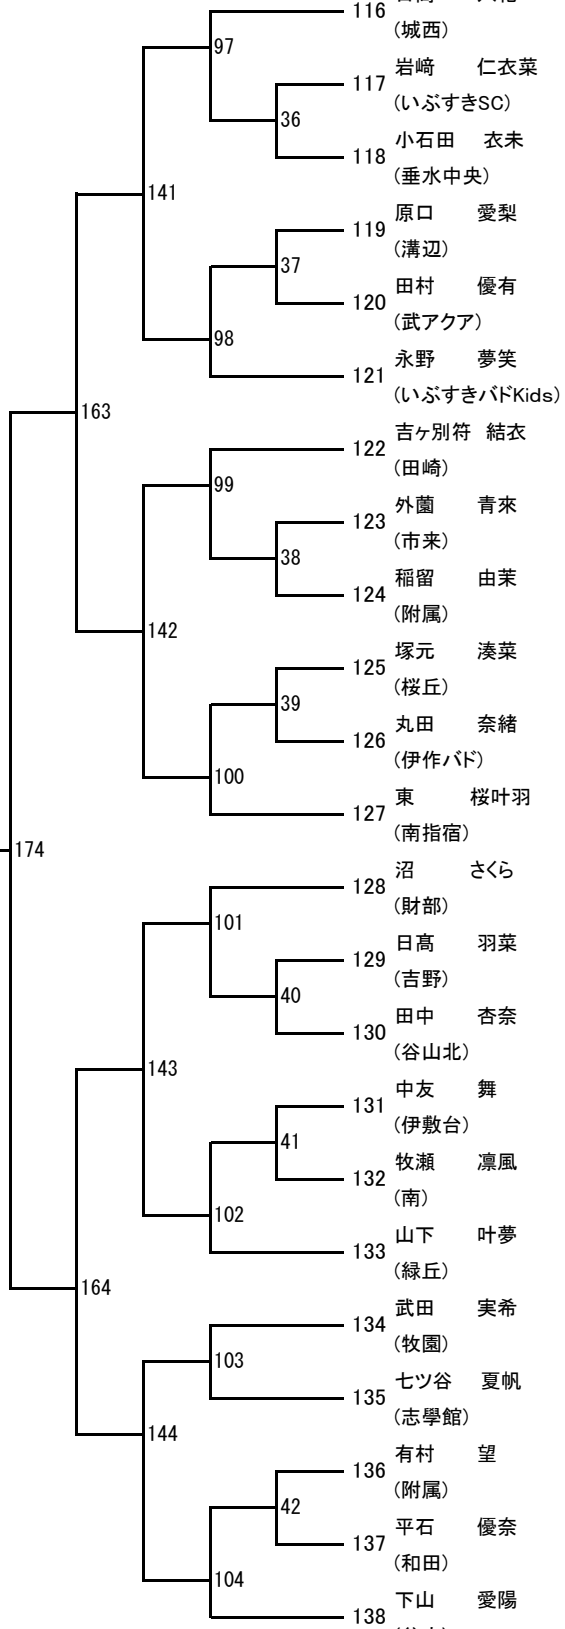 116
(城西)
97
117 岩﨑 仁衣菜
(いぶすきSC)
36
118 小石田 衣未
(垂水中央)
141
119 原口 愛梨
(溝辺)
37
120 田村 優有
(武アクア)
98
121 永野 夢笑
(いぶすきバドKids)
163
122 吉ヶ別符 結衣
(田崎)
99
123 外薗 青來
(市来)
38
124 稲留 由茉
(附属)
142
125 塚元 湊菜
(桜丘)
39
126 丸田 奈緒
(伊作バド)
100
127 東 桜叶羽
(南指宿)
174
128 沼 さくら
(財部)
101
129 日髙 羽菜
(吉野)
40
130 田中 杏奈
(谷山北)
143
131 中友 舞
(伊敷台)
41
132 牧瀬 凛風
(南)
102
133 山下 叶夢
(緑丘)
164
134 武田 実希
(牧園)
103
135 七ツ谷 夏帆
(志學館)
144
136 有村 望
(附属)
42
137 平石 優奈
(和田)
104
138 下山 愛陽